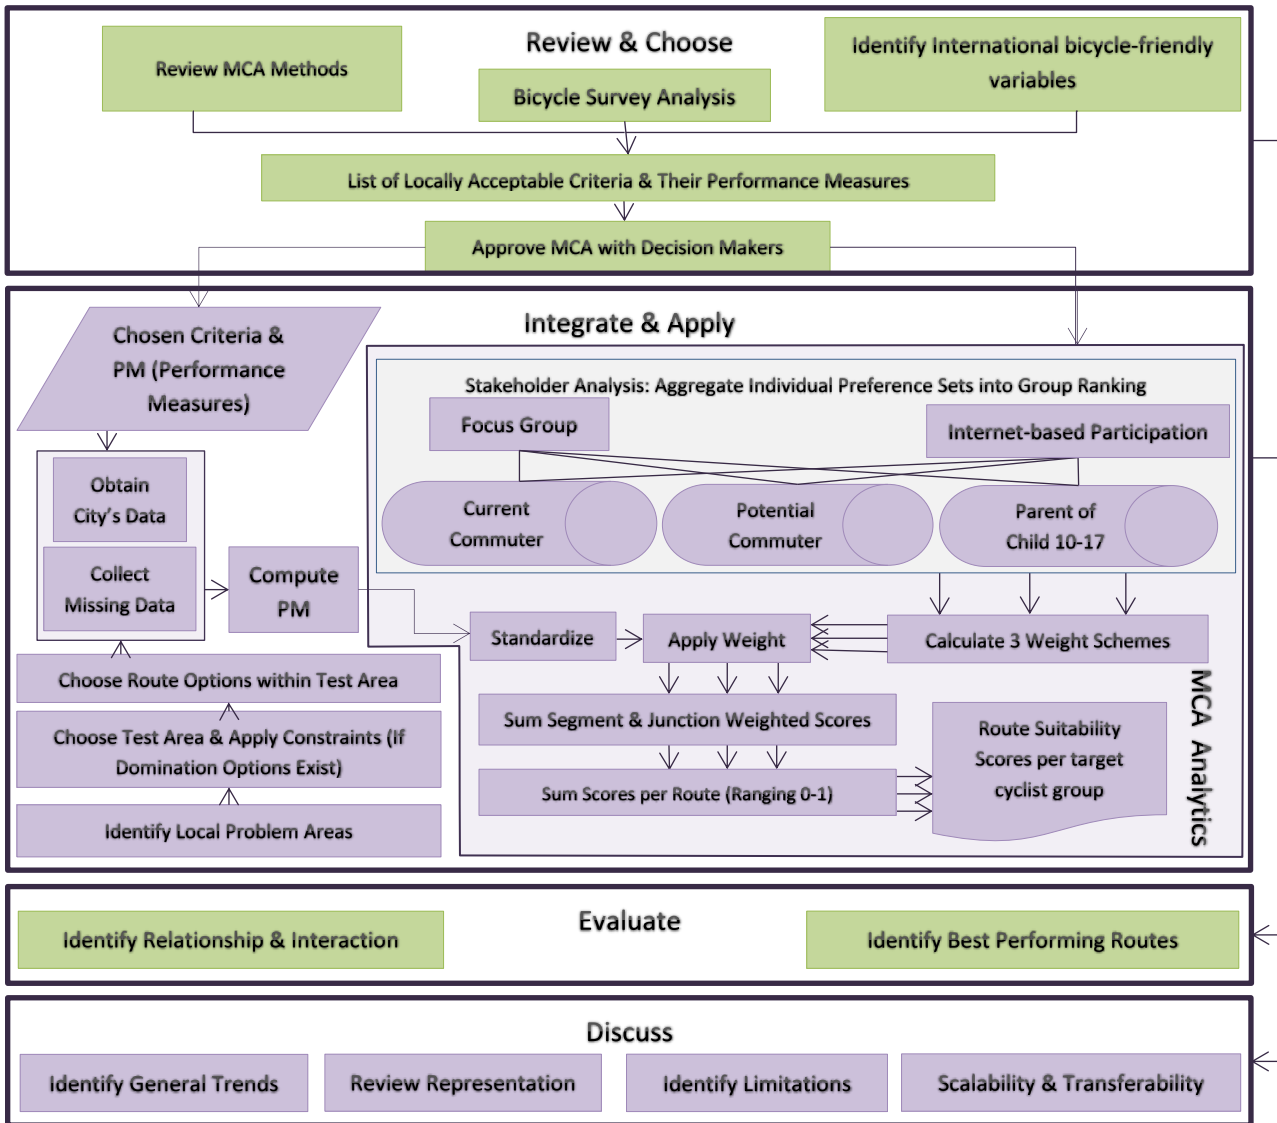 Review & Choose
Review MCA Methods
Bicycle Survey Analysis
Identify International bicycle-friendly
variables
List of Locally Acceptable Criteria & Their Performance Measures
Approve MCA with Decision Makers
Integrate & Apply
Chosen Criteria &
PM (Performance
Measures)
Obtain
City's Data
Collect
Missing Data
Compute
PM
Choose Route Options within Test Area
Choose Test Area & Apply Constraints (If
Domination Options Exist)
Identify Local Problem Areas
Stakeholder Analysis: Aggregate Individual Preference Sets into Group Ranking
Focus Group
Internet-based Participation
Current
Commuter
Potential
Commuter
Parent of
Child 10-17
Standardize
Apply Weight
Calculate 3 Weight Schemes
Sum Segment & Junction Weighted Scores
Sum Scores per Route (Ranging 0-1)
Route Suitability
Scores per target
cyclist group
MCA Analytics
Evaluate
Identify Relationship & Interaction
Identify Best Performing Routes
Discuss
Identify General Trends
Review Representation
Identify Limitations
Scalability & Transferability